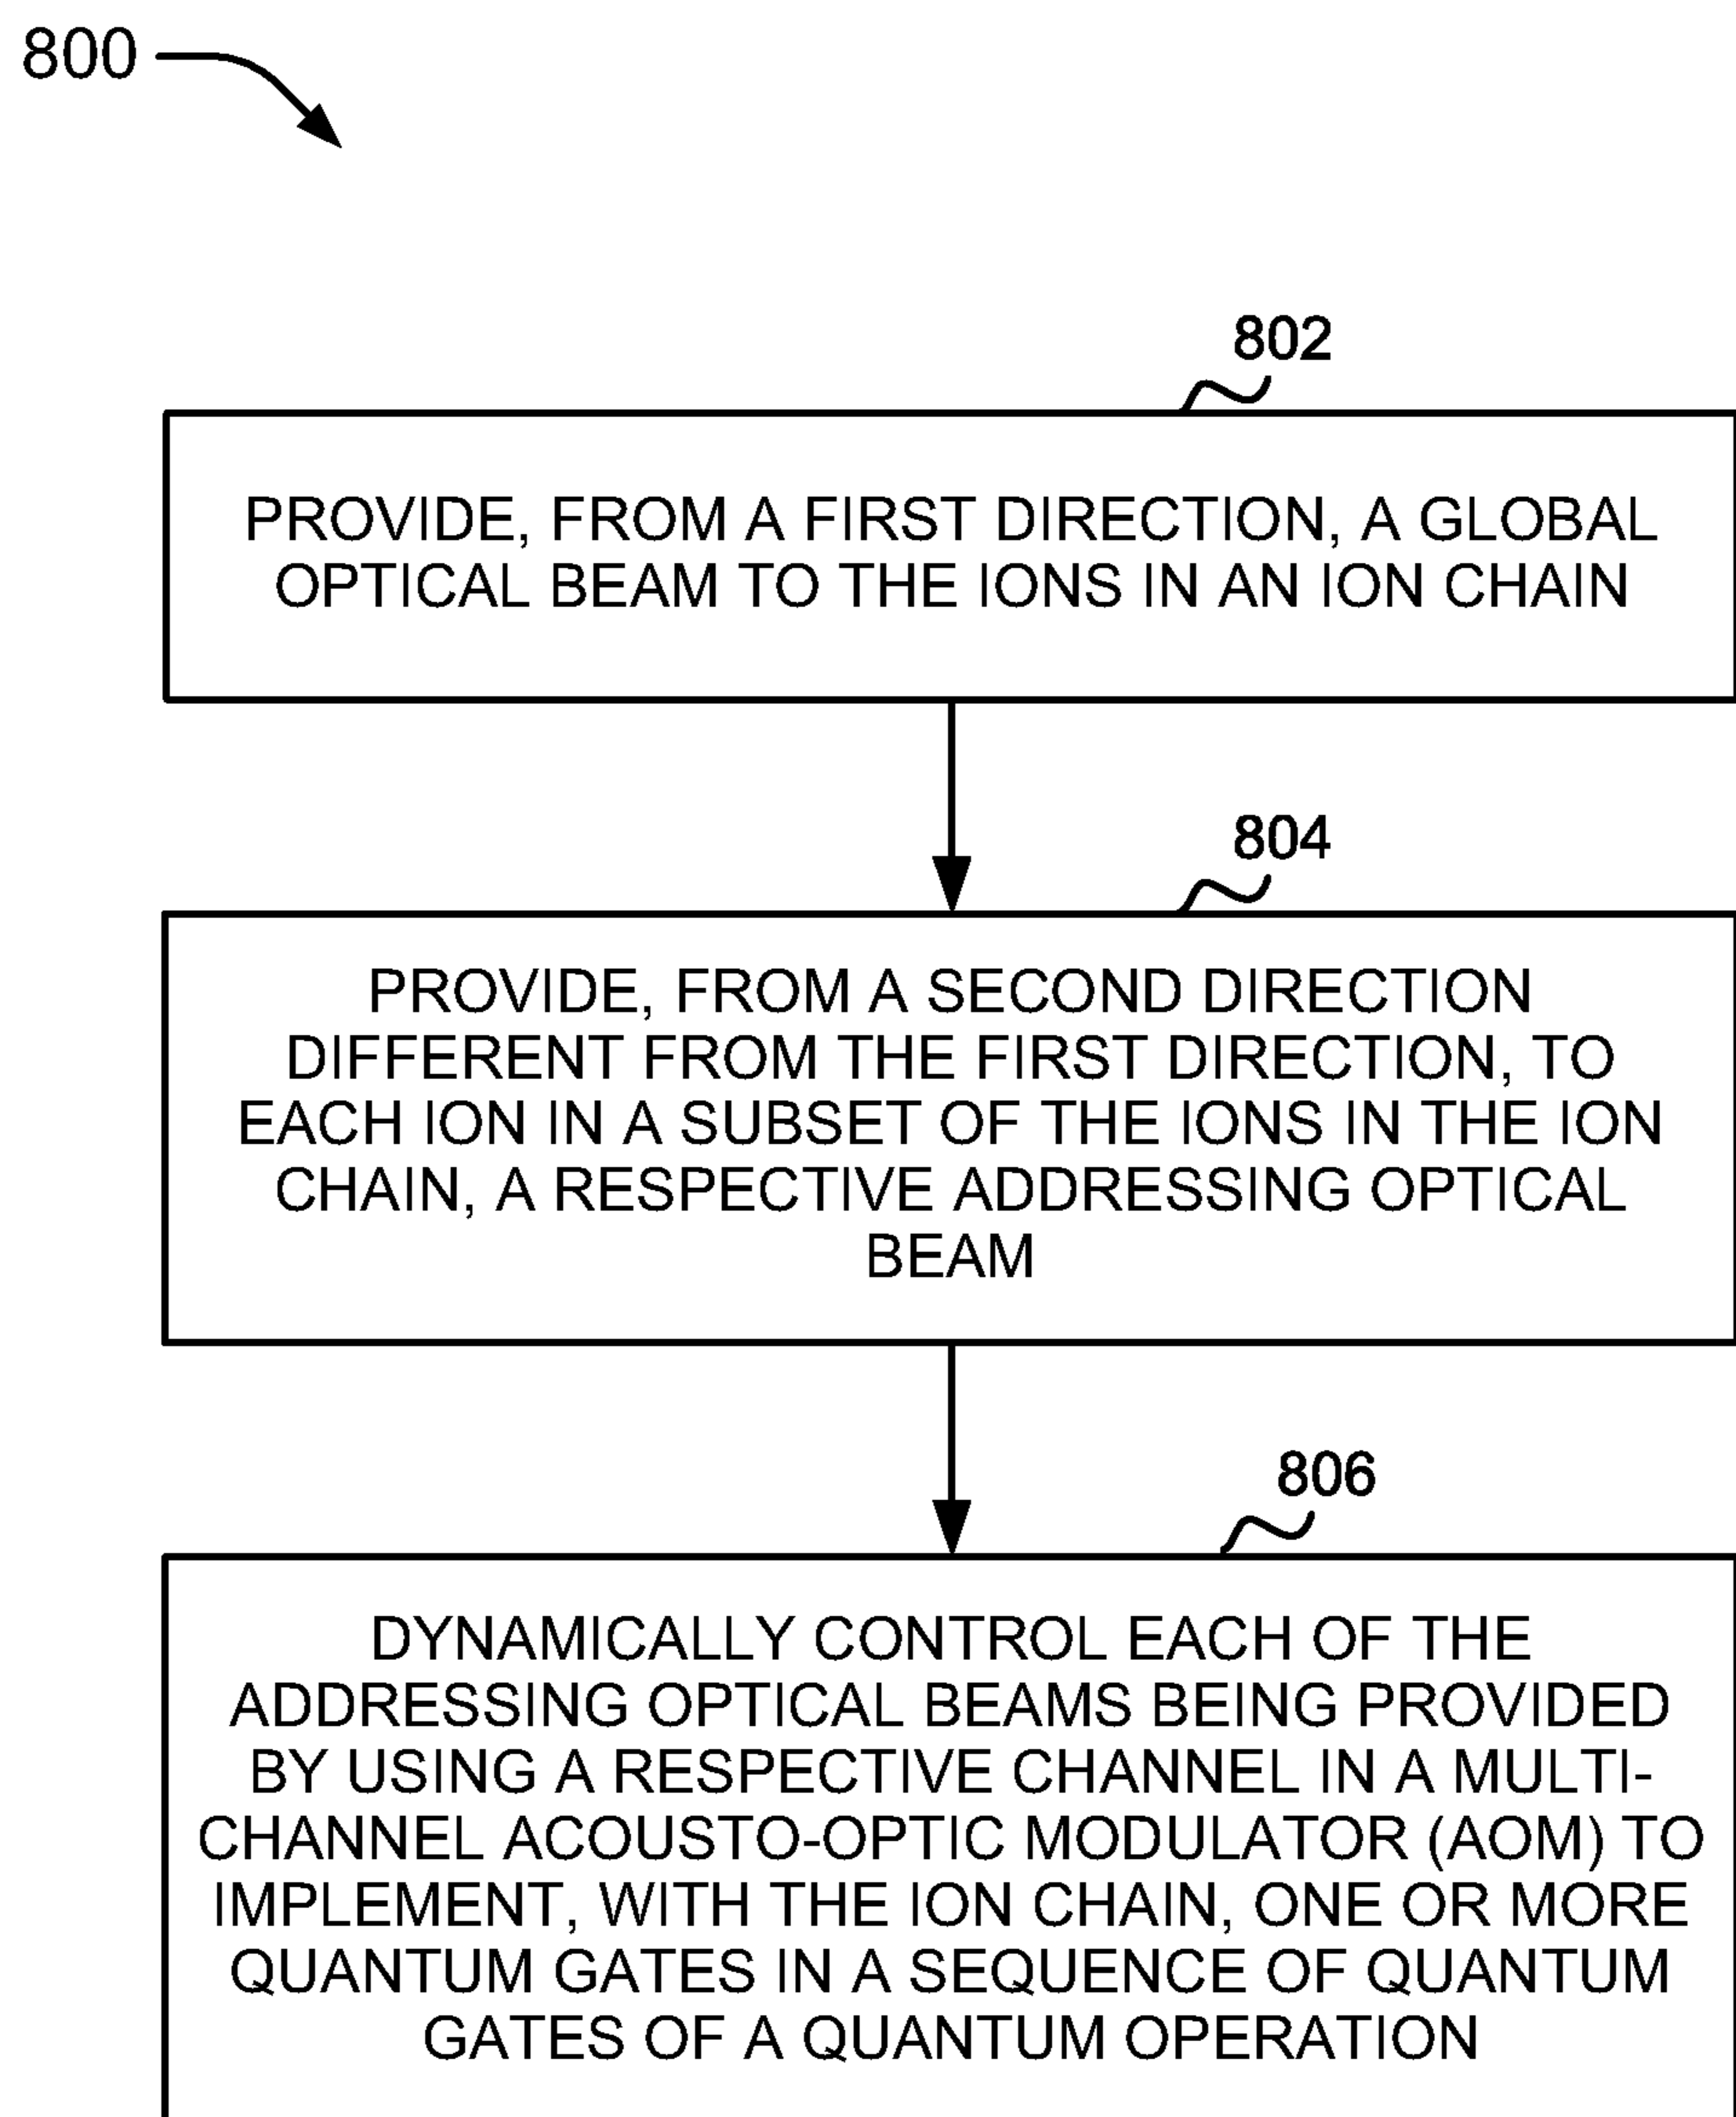 800
802
PROVIDE, FROM A FIRST DIRECTION, A GLOBAL
OPTICAL BEAM TO THE IONS IN AN ION CHAIN
804
PROVIDE, FROM A SECOND DIRECTION
DIFFERENT FROM THE FIRST DIRECTION, TO
EACH ION IN A SUBSET OF THE IONS IN THE ION
CHAIN, A RESPECTIVE ADDRESSING OPTICAL
BEAM
806
DYNAMICALLY CONTROL EACH OF THE
ADDRESSING OPTICAL BEAMS BEING PROVIDED
BY USING A RESPECTIVE CHANNEL IN A MULTI-
CHANNEL ACOUSTO-OPTIC MODULATOR (AOM) TO
IMPLEMENT, WITH THE ION CHAIN, ONE OR MORE
QUANTUM GATES IN A SEQUENCE OF QUANTUM
GATES OF A QUANTUM OPERATION